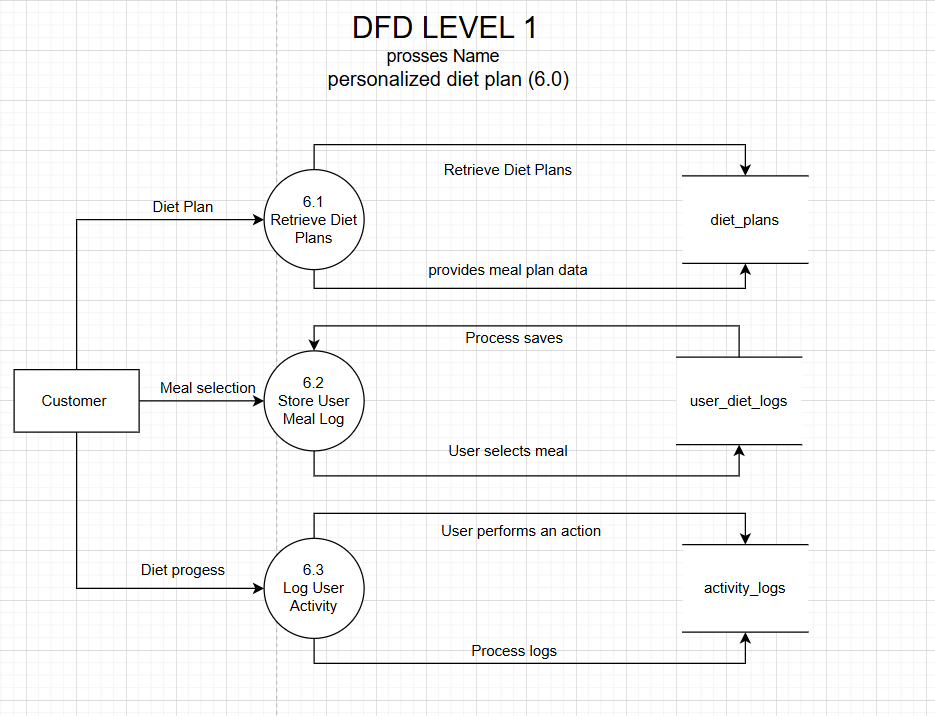 DFD LEVEL 1
prosses Name
personalized diet plan (6.0)
Retrieve Diet Plans
Diet Plan
6.1
Retrieve Diet
Plans
diet_plans
provides meal plan data
Process saves
Customer
Meal selection
6.2
Store User
Meal Log
user_diet_logs
User selects meal
User performs an action
Diet progess
6.3
Log User
Activity
activity_logs
Process logs